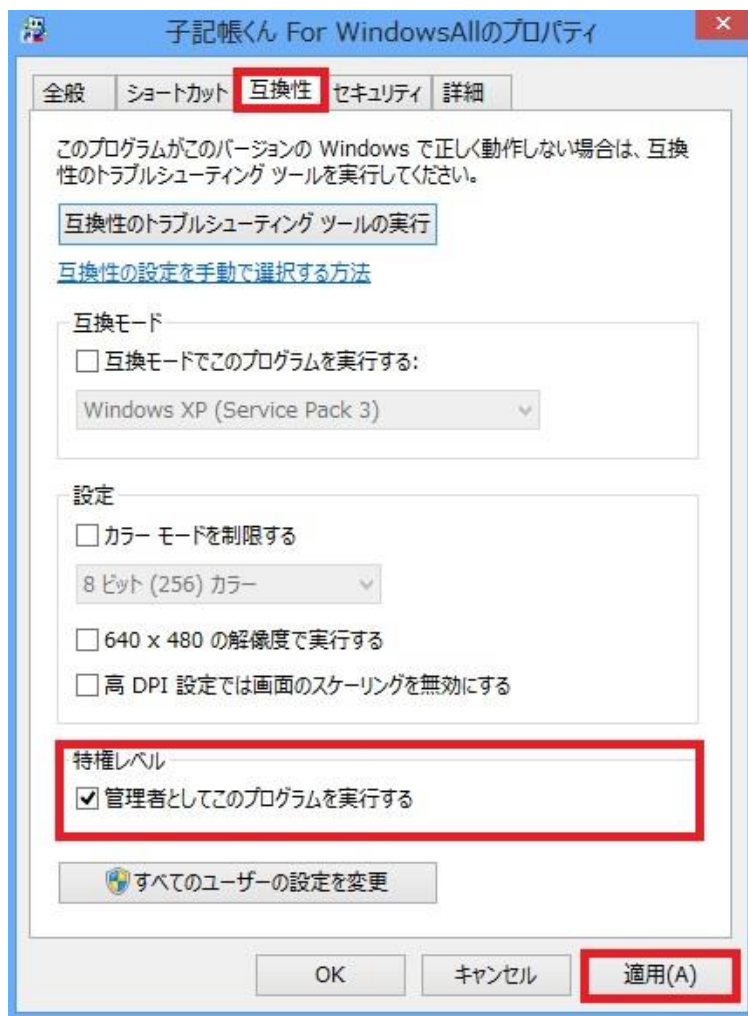 子記帳くん For WindowsAllのプロパティ
全般
ショートカット
互換性
セキュリティ
詳細
このプログラムがこのバージョンの Windows で正しく動作しない場合は、互換
性のトラブルシューティング ツールを実行してください。
互換性のトラブルシューティング ツールの実行
互換性の設定を手動で選択する方法
互換モード
互換モードでこのプログラムを実行する:
Windows XP (Service Pack 3)
設定
カラー モードを制限する
8 ビット (256) カラー
640 x 480 の解像度で実行する
高 DPI 設定では画面のスケーリングを無効にする
特権レベル
管理者としてこのプログラムを実行する
すべてのユーザーの設定を変更
OK
キャンセル
適用(A)